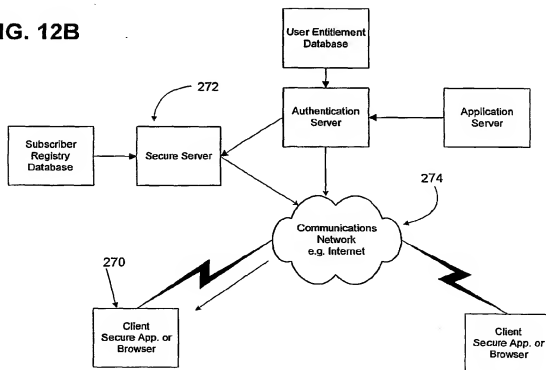 IG. 12B
User Entitlement
Database
272
Subscriber
Registry
Database
Secure Server
Authentication
Server
Application
Server
274
Communications
Network
e.g. Internet
270
Client
Secure App. or
Browser
Client
Secure App. or
Browser